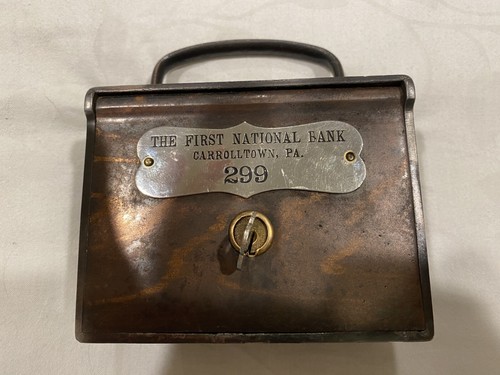 THE FIRST NATIONAL BANK
CARROLLTOWN, PA.
299